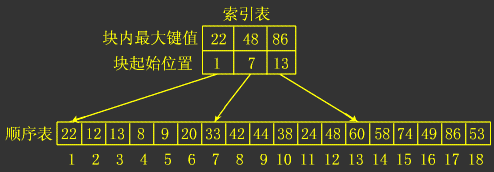 索引表
块内最大键值 22 48 86
块起始位置 1 7 13
顺序表 22 12 13 8 9 20 33 42 44 38 24 48 60 58 74 49 86 53
1 2 3 4 5 6 7 8 9 10 11 12 13 14 15 16 17 18